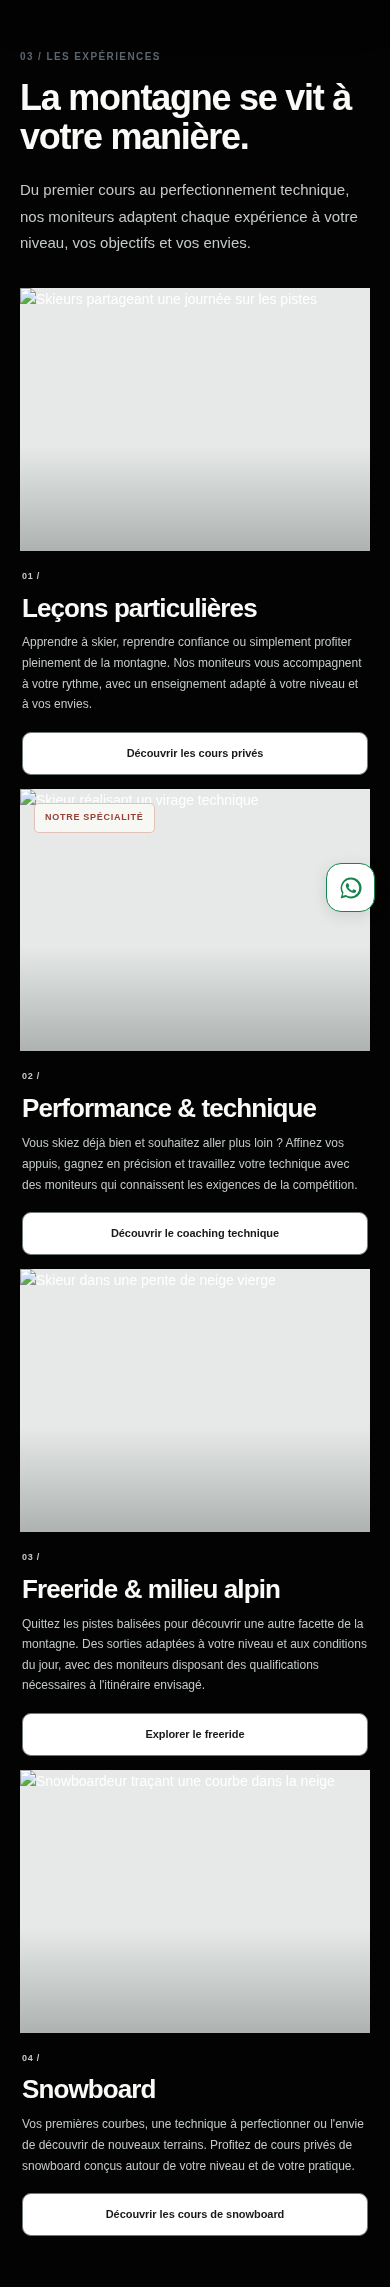 03 / LES EXPÉRIENCES
La montagne se vit à
votre manière.
Du premier cours au perfectionnement technique,
nos moniteurs adaptent chaque expérience à votre
niveau, vos objectifs et vos envies.
Skieurs partageant une journée sur les pistes
01 /
Leçons particulières
Apprendre à skier, reprendre confiance ou simplement profiter
pleinement de la montagne. Nos moniteurs vous accompagnent
à votre rythme, avec un enseignement adapté à votre niveau et
à vos envies.
Découvrir les cours privés
Skieur réalisant un virage technique
NOTRE SPÉCIALITÉ
02 /
Performance & technique
Vous skiez déjà bien et souhaitez aller plus loin ? Affinez vos
appuis, gagnez en précision et travaillez votre technique avec
des moniteurs qui connaissent les exigences de la compétition.
Découvrir le coaching technique
Skieur dans une pente de neige vierge
03 /
Freeride & milieu alpin
Quittez les pistes balisées pour découvrir une autre facette de la
montagne. Des sorties adaptées à votre niveau et aux conditions
du jour, avec des moniteurs disposant des qualifications
nécessaires à l'itinéraire envisagé.
Explorer le freeride
Snowboardeur traçant une courbe dans la neige
04 /
Snowboard
Vos premières courbes, une technique à perfectionner ou l'envie
de découvrir de nouveaux terrains. Profitez de cours privés de
snowboard conçus autour de votre niveau et de votre pratique.
Découvrir les cours de snowboard